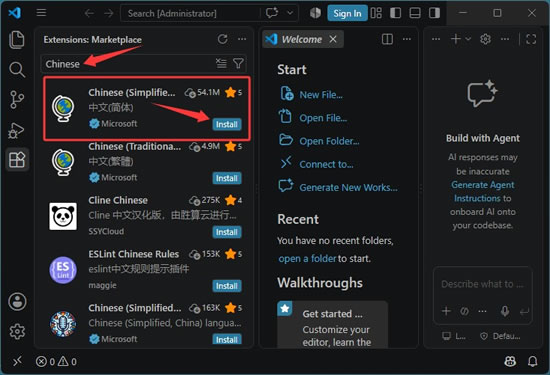 Search [Administrator]
Sign In
Extensions: Marketplace
Chinese
Chinese (Simplifie... 54.1M 5
中文(简体)
Microsoft Install
Chinese (Traditiona... 4.9M 5
中文(繁體)
Microsoft Install
Cline Chinese 275K 4
Cline 中文汉化版，由胜算云进行...
SSYCloud Install
ESLint Chinese Rules 153K 5
eslint中文规则提示插件
maggie Install
Chinese (Simplified... 163K 5
Chinese (Simplified, China) langua...
Microsoft Install
ES
Lint
Welcome
Start
New File...
Open File...
Open Folder...
Connect to...
Generate New Works...
Recent
You have no recent folders,
open a folder to start.
Walkthroughs
Get started ...
Customize your
editor, learn the
Build with Agent
AI responses may
be inaccurate
Generate Agent
Instructions to
onboard AI onto
your codebase.
Describe what to ...
L...
Defau...
0 0